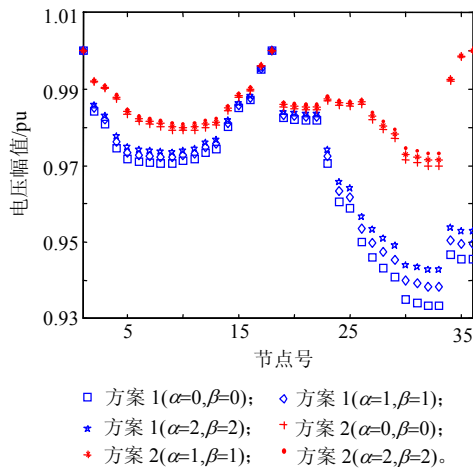 1.01
0.99
0.97
0.95
0.93
电压幅值/pu
5 15 25 35
节点号
方案 1(α=0,β=0); 方案 1(α=1,β=1);
方案 1(α=2,β=2); 方案 2(α=0,β=0);
方案 2(α=1,β=1); 方案 2(α=2,β=2)。